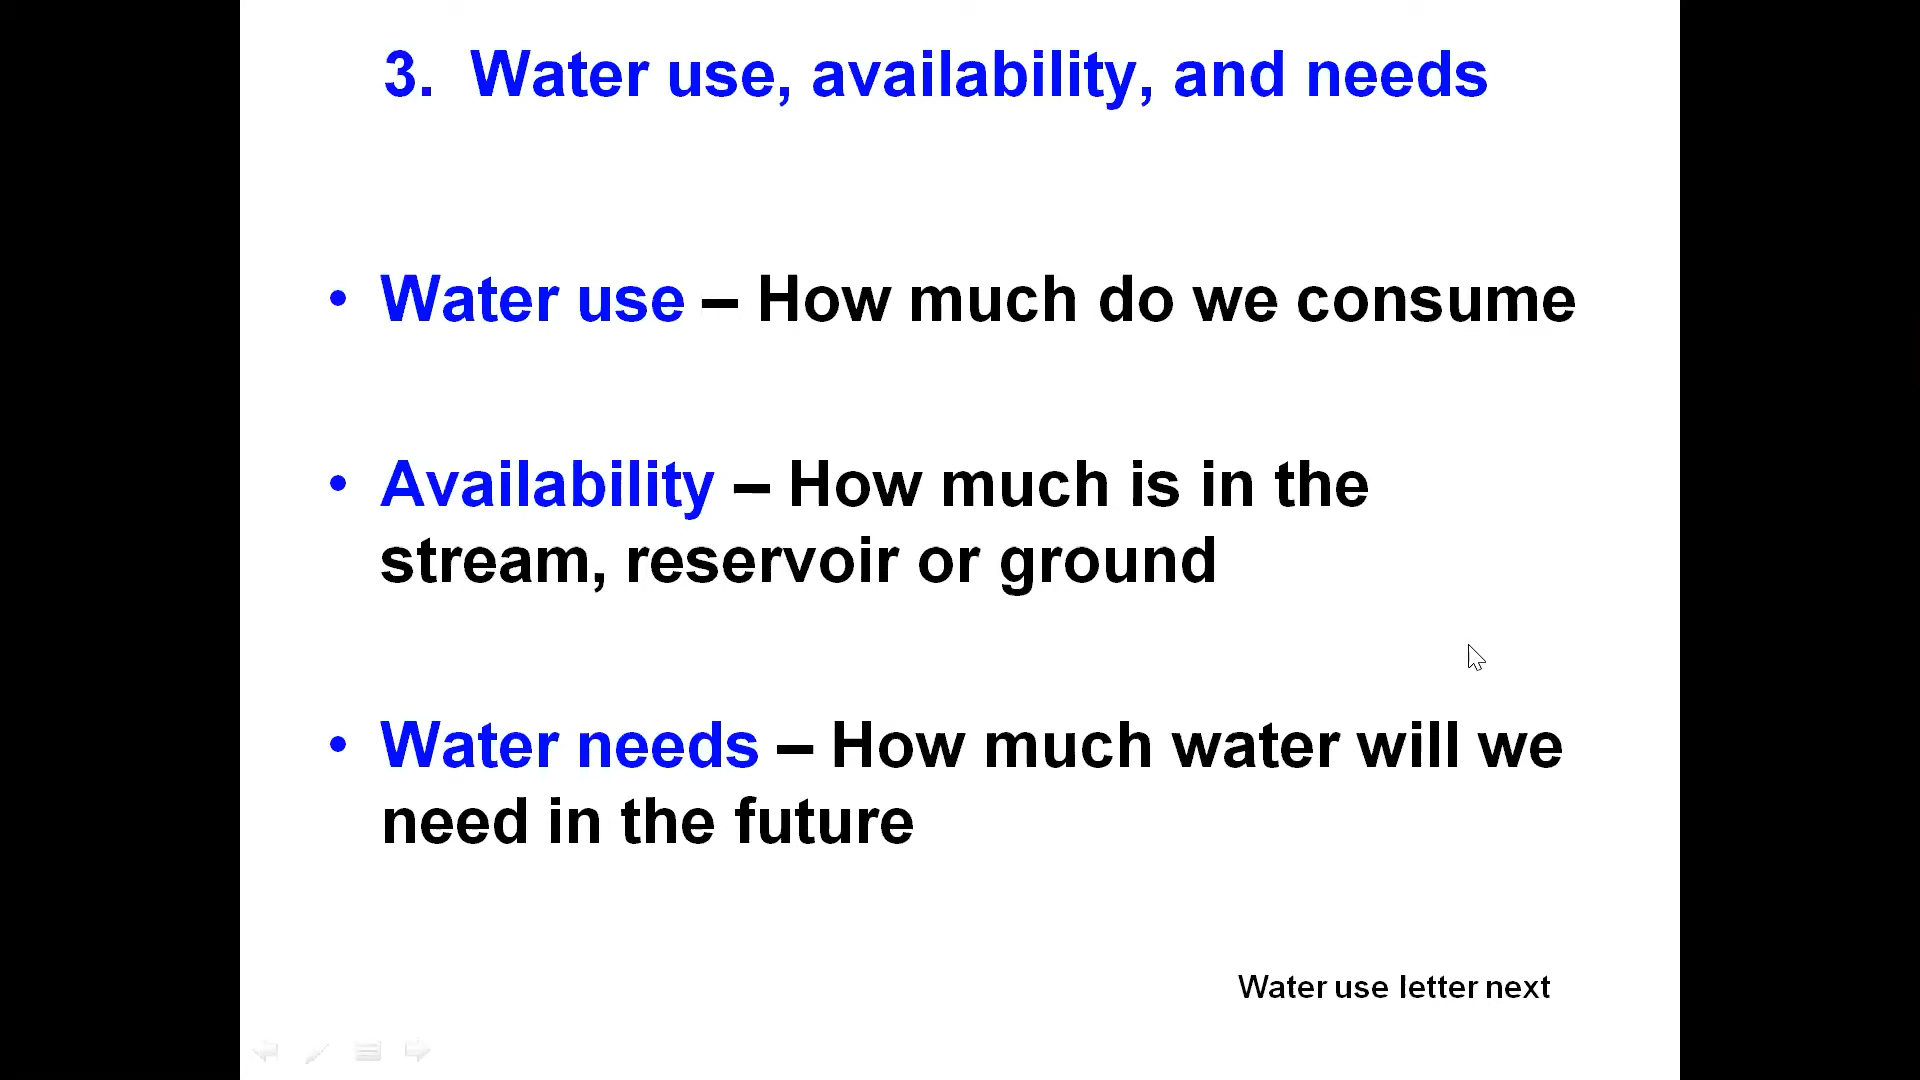 3. Water use, availability, and needs
• Water use – How much do we consume
• Availability – How much is in the
stream, reservoir or ground
• Water needs – How much water will we
need in the future
Water use letter next